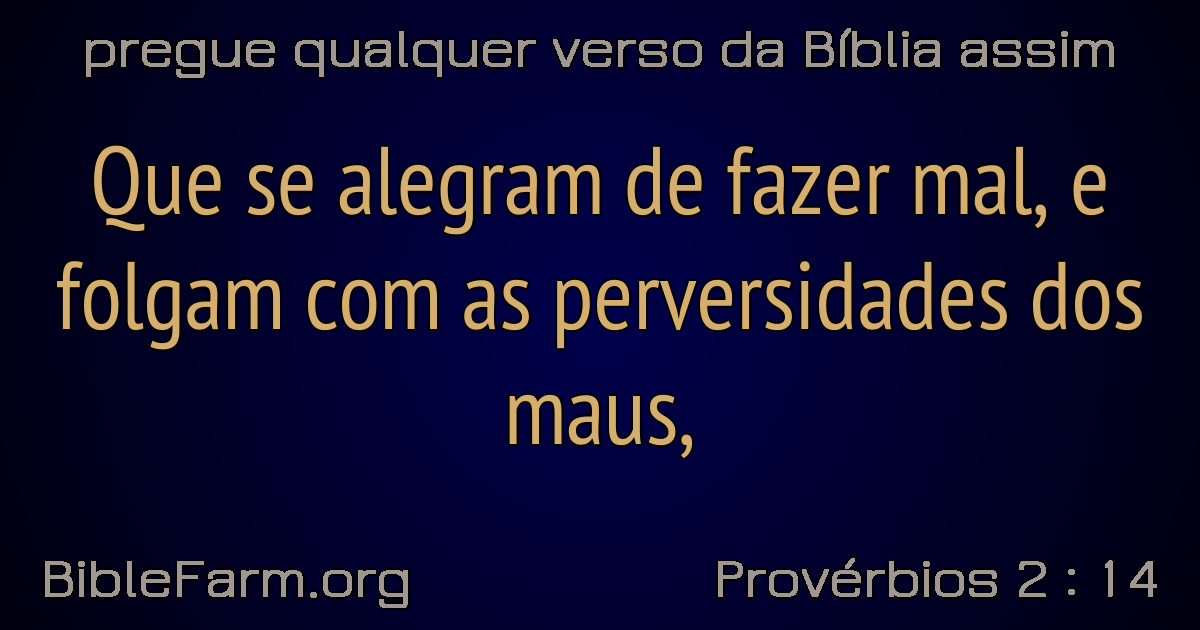 pregue qualquer verso da Bíblia assim
Que se alegram de fazer mal, e
folgam com as perversidades dos
maus,
BibleFarm.org
Provérbios 2 : 14